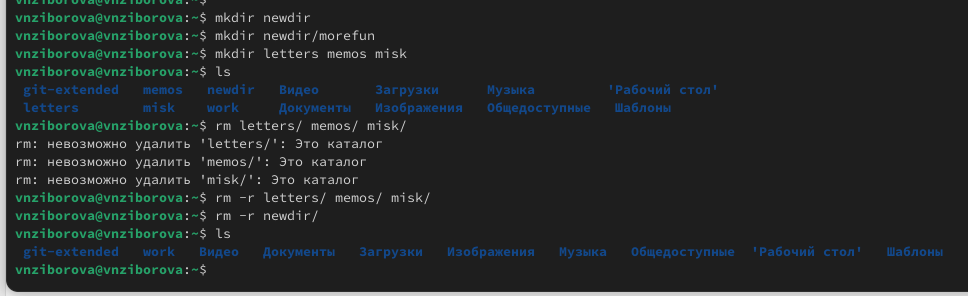 vnziborova@vnziborova:~$ mkdir newdir
vnziborova@vnziborova:~$ mkdir newdir/morefun
vnziborova@vnziborova:~$ mkdir letters memos misk
vnziborova@vnziborova:~$ ls
git-extended memos newdir Видео Загрузки Музыка 'Рабочий стол'
letters misk work Документы Изображения Общедоступные Шаблоны
vnziborova@vnziborova:~$ rm letters/ memos/ misk/
rm: невозможно удалить 'letters/': Это каталог
rm: невозможно удалить 'memos/': Это каталог
rm: невозможно удалить 'misk/': Это каталог
vnziborova@vnziborova:~$ rm -r letters/ memos/ misk/
vnziborova@vnziborova:~$ rm -r newdir/
vnziborova@vnziborova:~$ ls
git-extended work Видео Документы Загрузки Изображения Музыка Общедоступные 'Рабочий стол' Шаблоны
vnziborova@vnziborova:~$